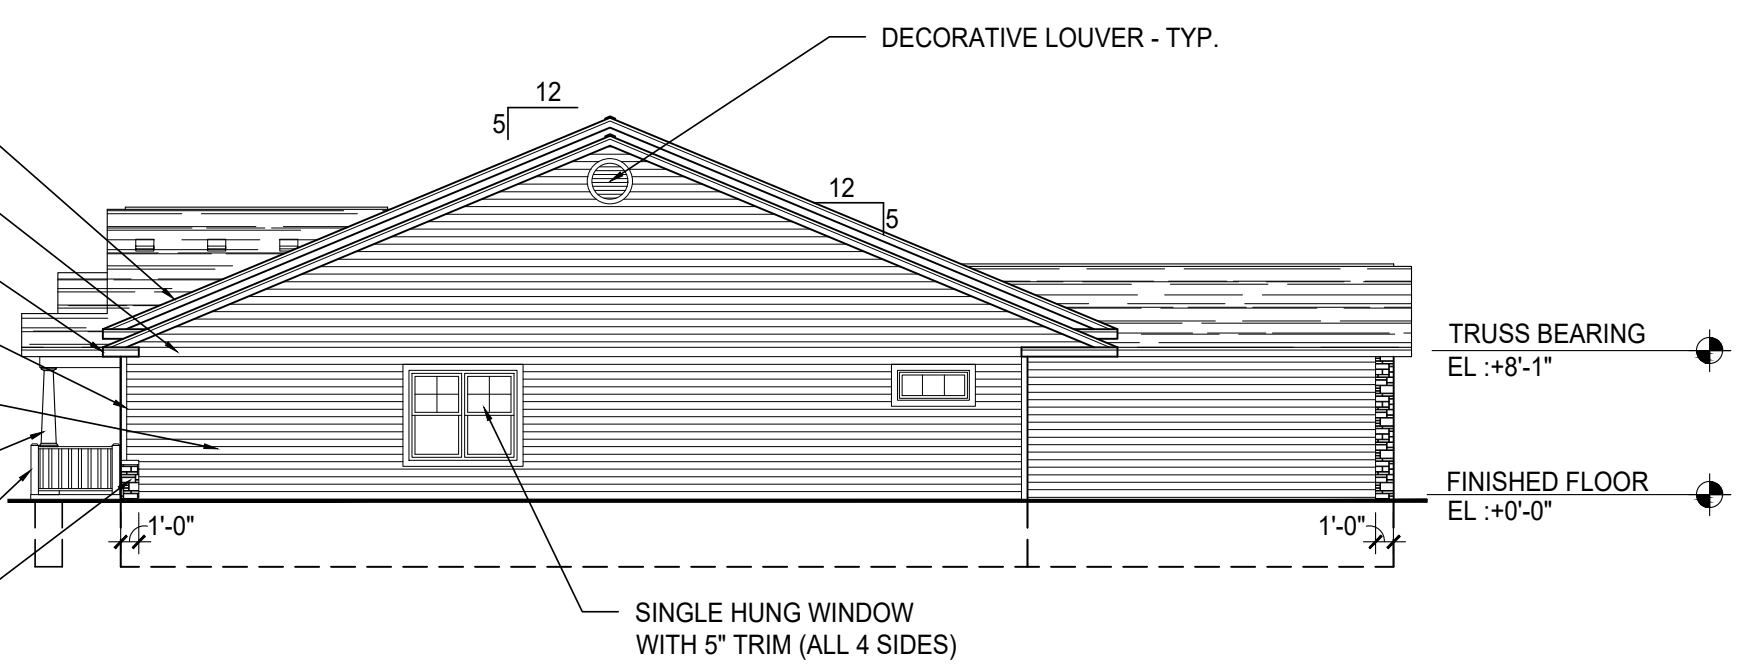 DECORATIVE LOUVER - TYP.
12
5
12
5
TRUSS BEARING
EL :+8'-1"
FINISHED FLOOR
EL :+0'-0"
1'-0"
1'-0"
SINGLE HUNG WINDOW
WITH 5" TRIM (ALL 4 SIDES)